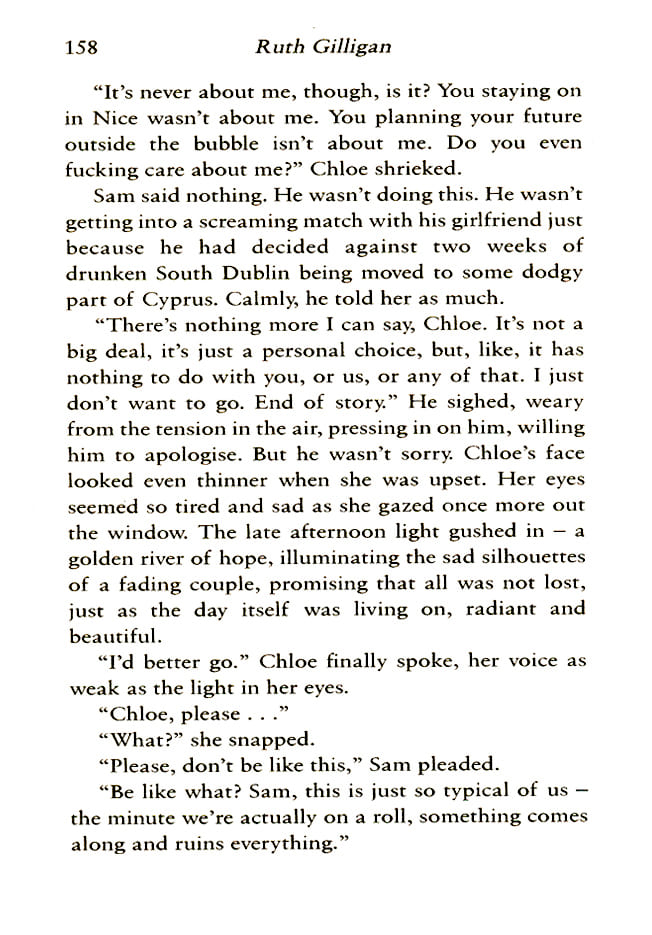 158 Ruth Gilligan
“It’s never about me, though, is it? You staying on
in Nice wasn’t about me. You planning your future
outside the bubble isn’t about me. Do you even
fucking care about me?” Chloe shrieked.
Sam said nothing. He wasn’t doing this. He wasn’t
getting into a screaming match with his girlfriend just
because he had decided against two weeks of
drunken South Dublin being moved to some dodgy
part of Cyprus. Calmly, he told her as much.
“There’s nothing more I can say, Chloe. It’s not a
big deal, it’s just a personal choice, but, like, it has
nothing to do with you, or us, or any of that. I just
don’t want to go. End of story.” He sighed, weary
from the tension in the air, pressing in on him, willing
him to apologise. But he wasn’t sorry. Chloe’s face
looked even thinner when she was upset. Her eyes
seemed so tired and sad as she gazed once more out
the window. The late afternoon light gushed in – a
golden river of hope, illuminating the sad silhouettes
of a fading couple, promising that all was not lost,
just as the day itself was living on, radiant and
beautiful.
“I’d better go.” Chloe finally spoke, her voice as
weak as the light in her eyes.
“Chloe, please . . .”
“What?” she snapped.
“Please, don’t be like this,” Sam pleaded.
“Be like what? Sam, this is just so typical of us –
the minute we’re actually on a roll, something comes
along and ruins everything.”